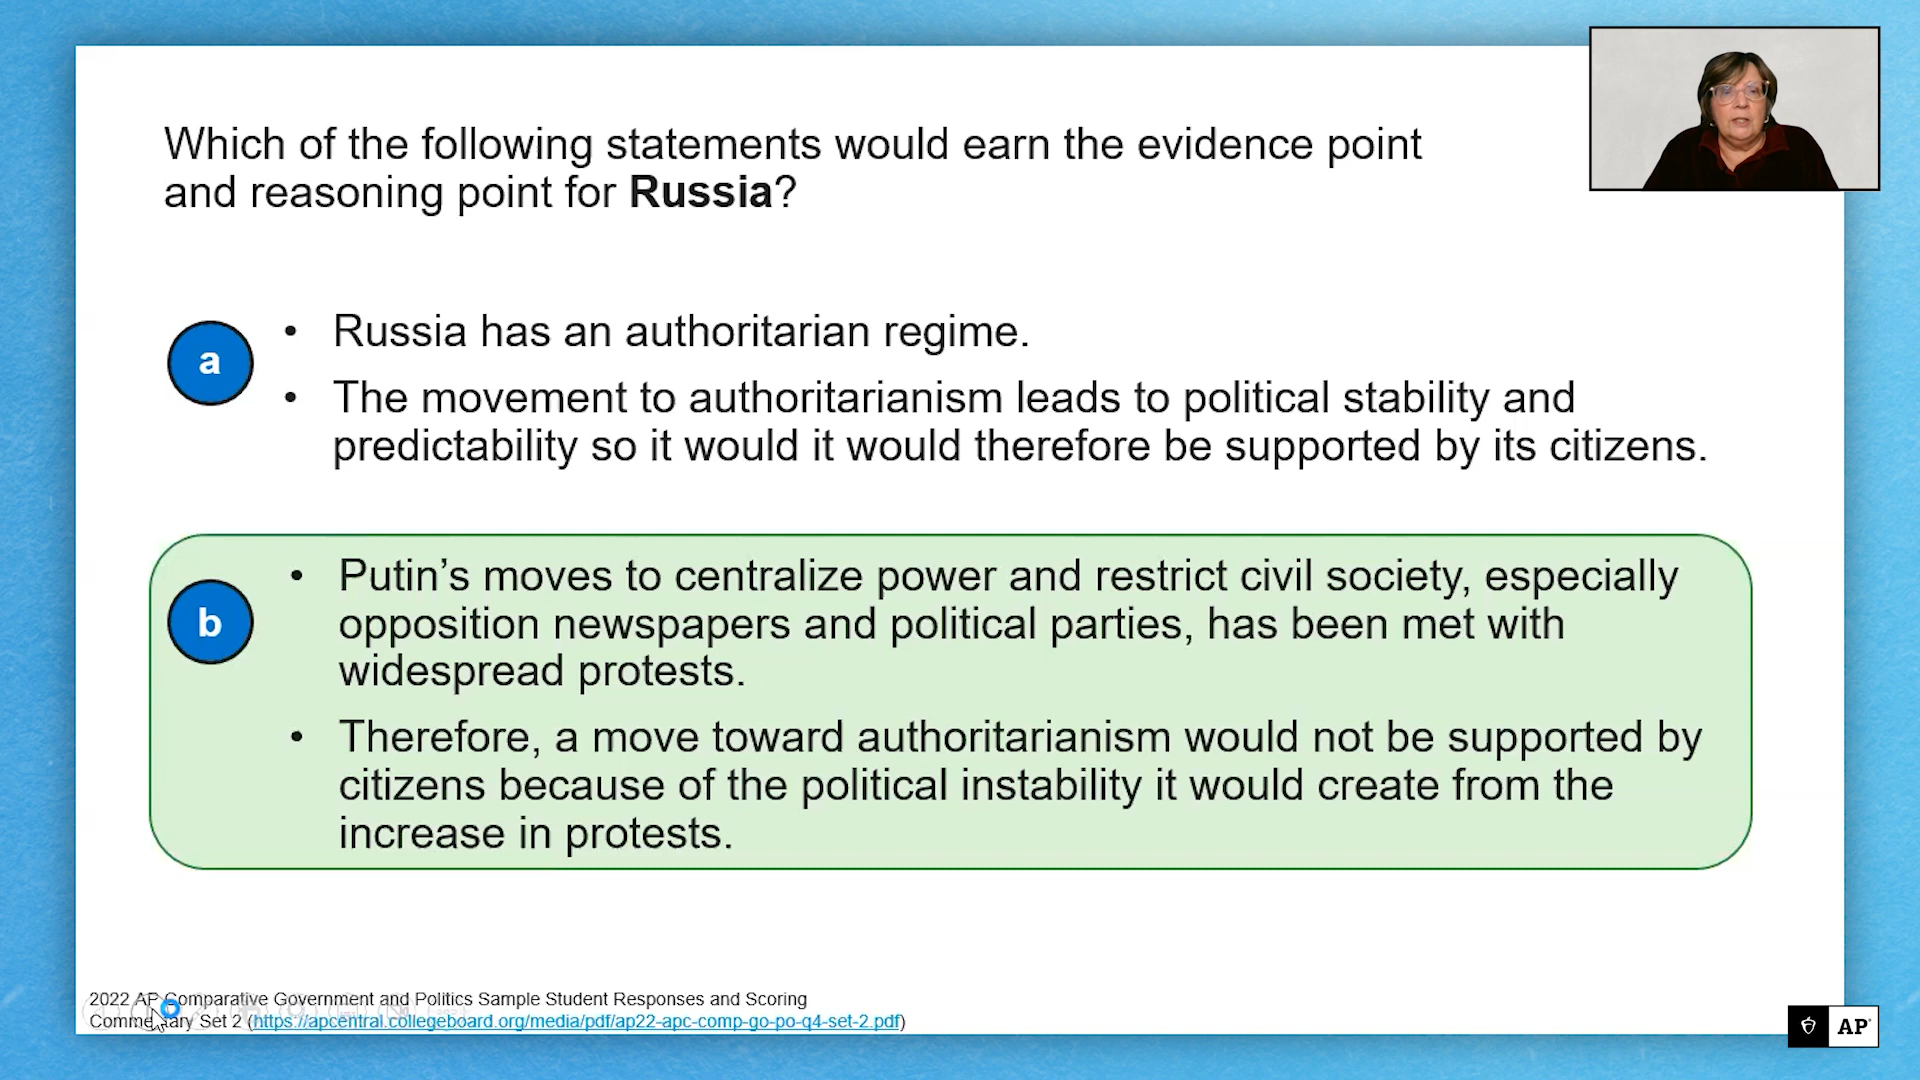 Which of the following statements would earn the evidence point
and reasoning point for Russia?
a
• Russia has an authoritarian regime.
• The movement to authoritarianism leads to political stability and
predictability so it would it would therefore be supported by its citizens.
b
• Putin’s moves to centralize power and restrict civil society, especially
opposition newspapers and political parties, has been met with
widespread protests.
• Therefore, a move toward authoritarianism would not be supported by
citizens because of the political instability it would create from the
increase in protests.
2022 AP Comparative Government and Politics Sample Student Responses and Scoring
Commentary Set 2 (https://apcentral.collegeboard.org/media/pdf/ap22-apc-comp-go-po-q4-set-2.pdf)
AP